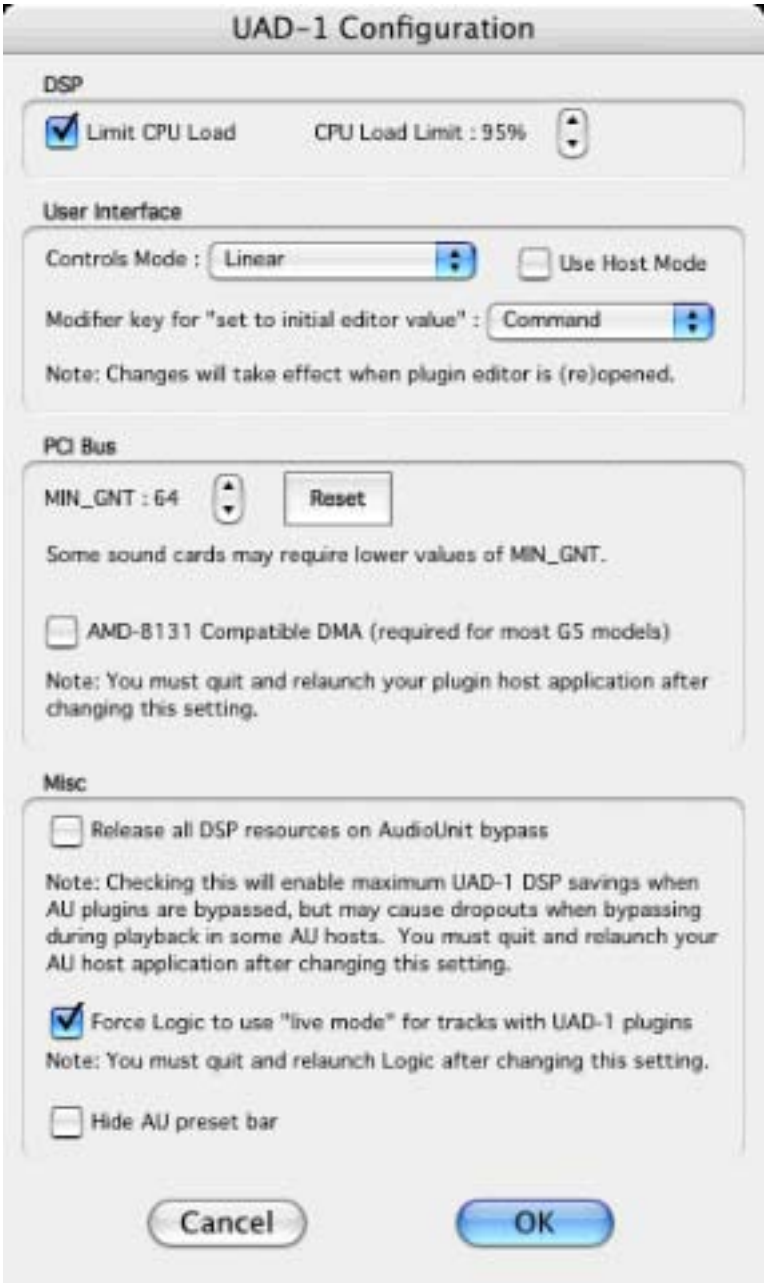 UAD-1 Configuration
DSP
Limit CPU Load CPU Load Limit : 95%
User Interface
Controls Mode : Linear Use Host Mode
Modifier key for "set to initial editor value" : Command
Note: Changes will take effect when plugin editor is (re)opened.
PCI Bus
MIN_GNT : 64 Reset
Some sound cards may require lower values of MIN_GNT.
AMD-8131 Compatible DMA (required for most G5 models)
Note: You must quit and relaunch your plugin host application after
changing this setting.
Misc
Release all DSP resources on AudioUnit bypass
Note: Checking this will enable maximum UAD-1 DSP savings when
AU plugins are bypassed, but may cause dropouts when bypassing
during playback in some AU hosts. You must quit and relaunch your
AU host application after changing this setting.
Force Logic to use "live mode" for tracks with UAD-1 plugins
Note: You must quit and relaunch Logic after changing this setting.
Hide AU preset bar
Cancel OK